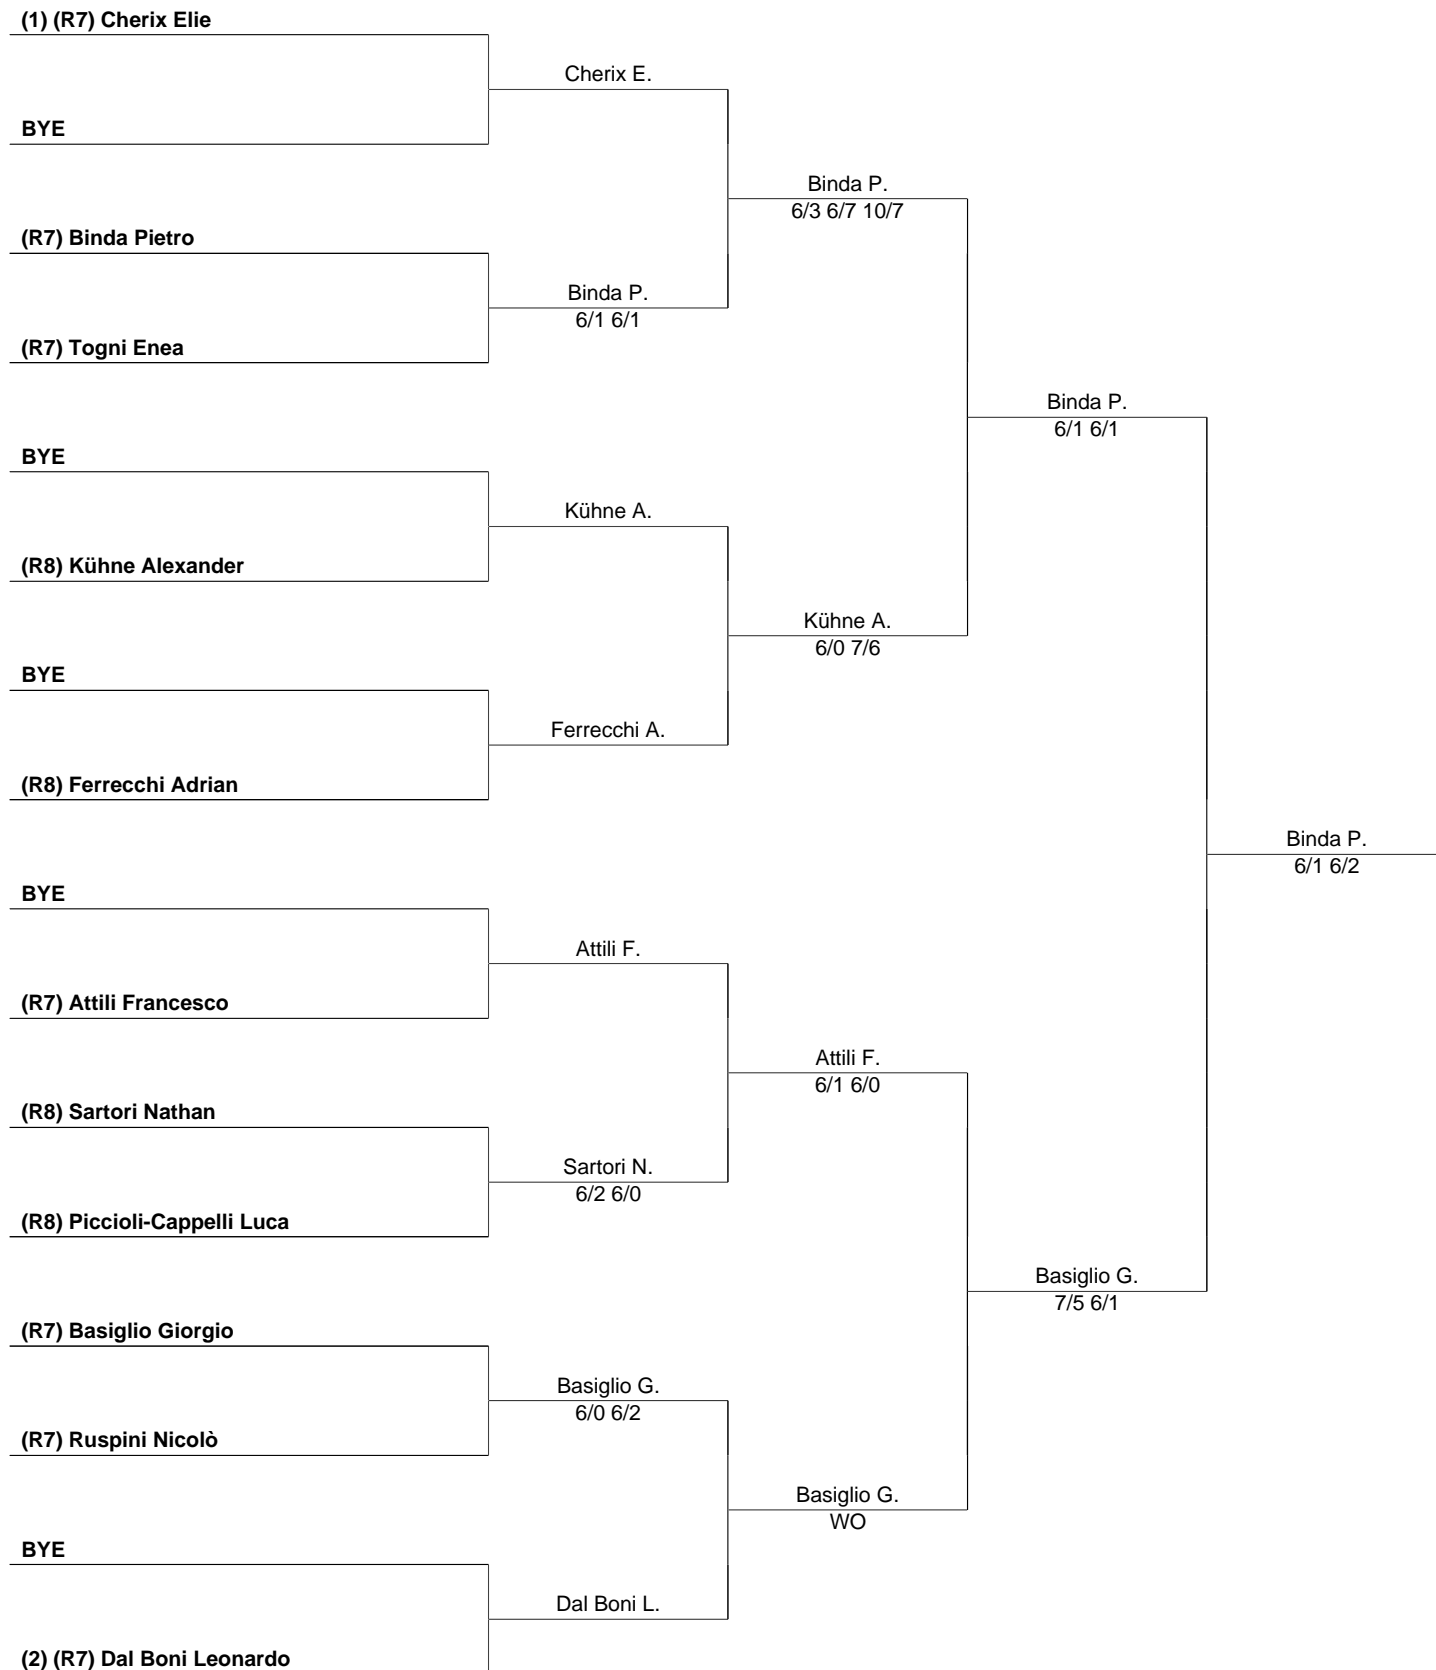 (1) (R7) Cherix Elie
Cherix E.
BYE
Binda P.
6/3 6/7 10/7
(R7) Binda Pietro
Binda P.
6/1 6/1
(R7) Togni Enea
Binda P.
6/1 6/1
BYE
Kühne A.
(R8) Kühne Alexander
Kühne A.
6/0 7/6
BYE
Ferrecchi A.
(R8) Ferrecchi Adrian
Binda P.
6/1 6/2
BYE
Attili F.
(R7) Attili Francesco
Attili F.
6/1 6/0
(R8) Sartori Nathan
Sartori N.
6/2 6/0
(R8) Piccioli-Cappelli Luca
Basiglio G.
7/5 6/1
(R7) Basiglio Giorgio
Basiglio G.
6/0 6/2
(R7) Ruspini Nicolò
Basiglio G.
WO
BYE
Dal Boni L.
(2) (R7) Dal Boni Leonardo